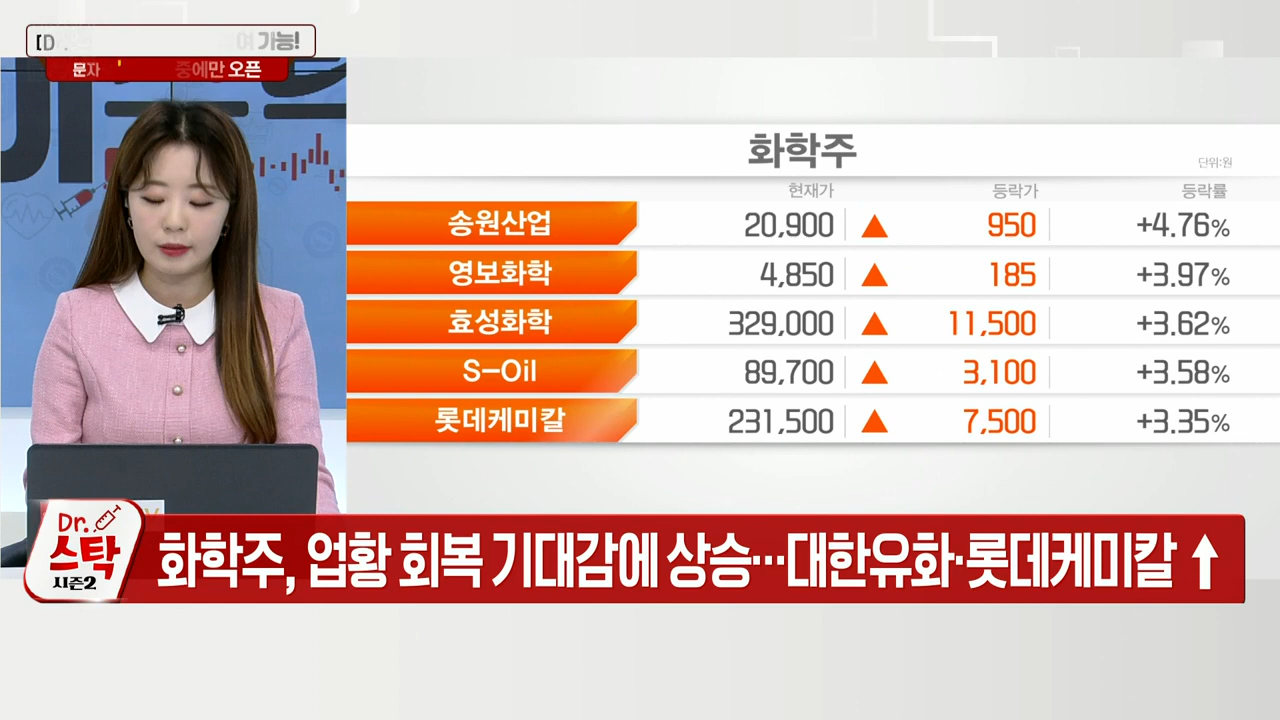 [D
여 가능!
문자 중에만 오픈
화학주
단위:원
현재가 등락가 등락률
송원산업 20,900 ▲ 950 +4.76%
영보화학 4,850 ▲ 185 +3.97%
효성화학 329,000 ▲ 11,500 +3.62%
S-Oil 89,700 ▲ 3,100 +3.58%
롯데케미칼 231,500 ▲ 7,500 +3.35%
Dr.
스탁
시즌2
화학주, 업황 회복 기대감에 상승…대한유화·롯데케미칼 ↑